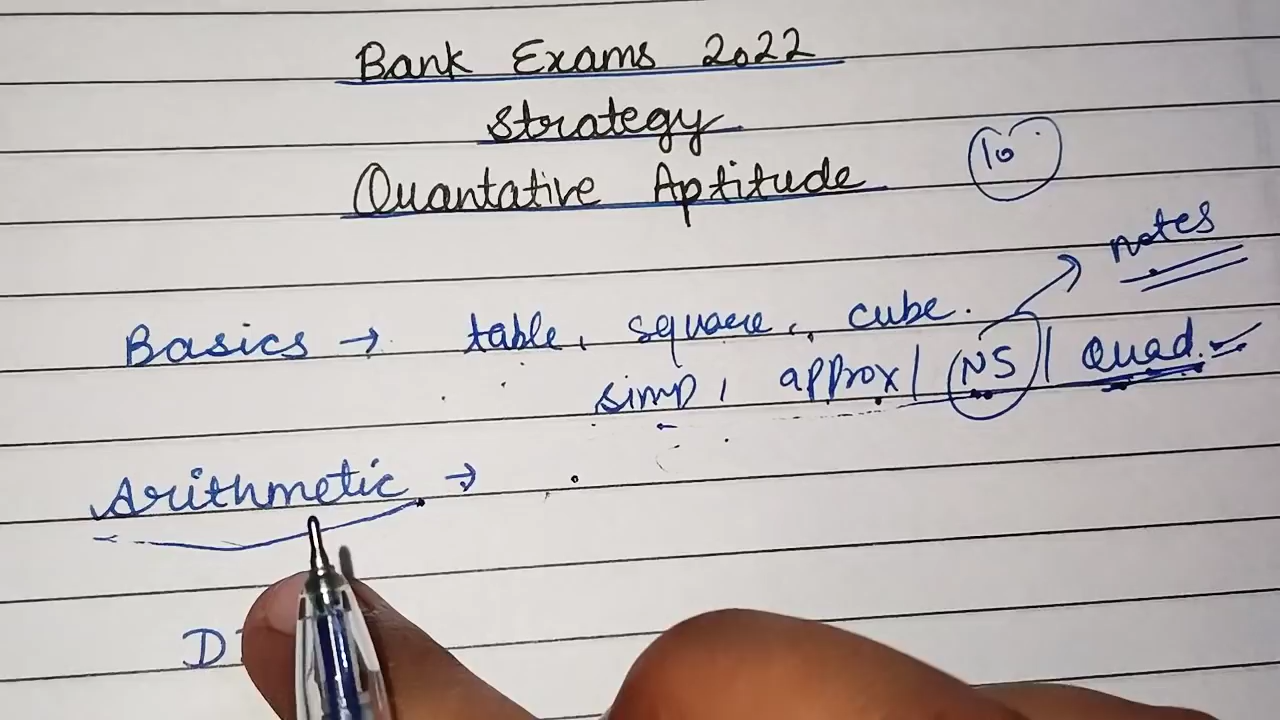 Bank Exams 2022
Strategy
Quantative Aptitude 10
notes
Basics → table, square, cube.
simp, approx | NS | Quad.
Arithmetic →
D